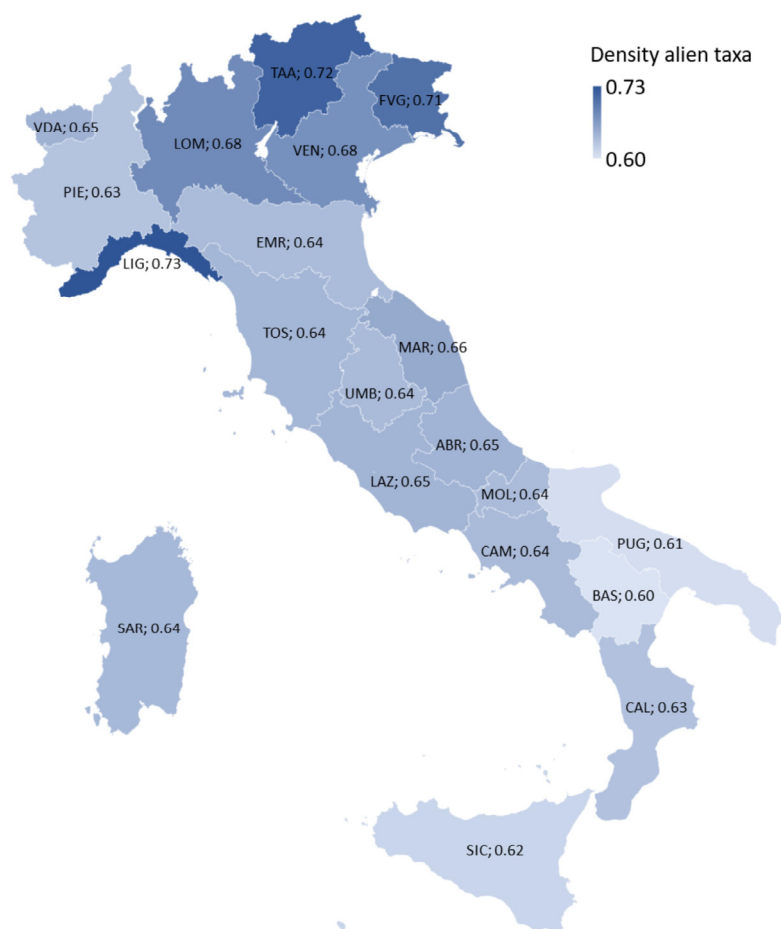 Density alien taxa
0.73
0.60
TAA; 0.72
FVG; 0.71
VDA; 0.65
LOM; 0.68
VEN; 0.68
PIE; 0.63
EMR; 0.64
LIG; 0.73
TOS; 0.64
MAR; 0.66
UMB; 0.64
ABR; 0.65
LAZ; 0.65
MOL; 0.64
PUG; 0.61
CAM; 0.64
BAS; 0.60
SAR; 0.64
CAL; 0.63
SIC; 0.62